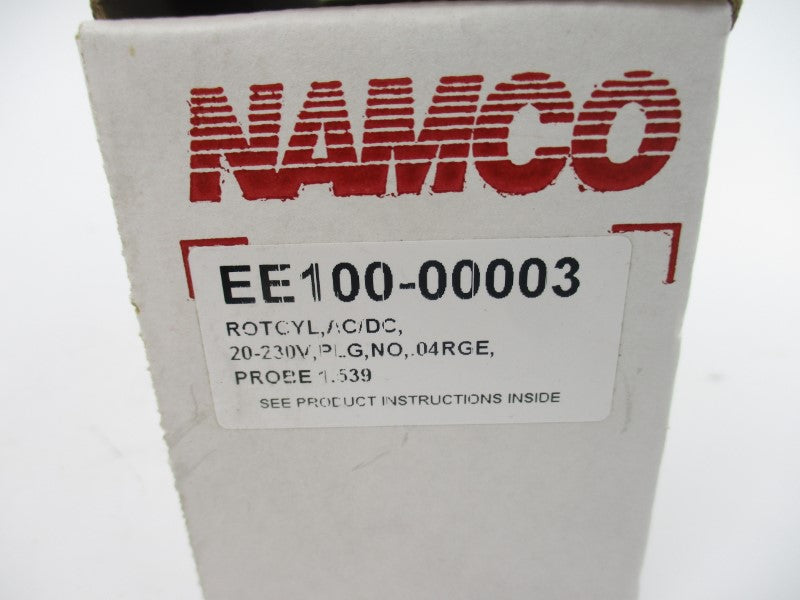 NAMCO
EE100-00003
ROTCYL,AC/DC,
20-230V,PLG,NO,.04RGE,
PROBE 1.539
SEE PRODUCT INSTRUCTIONS INSIDE